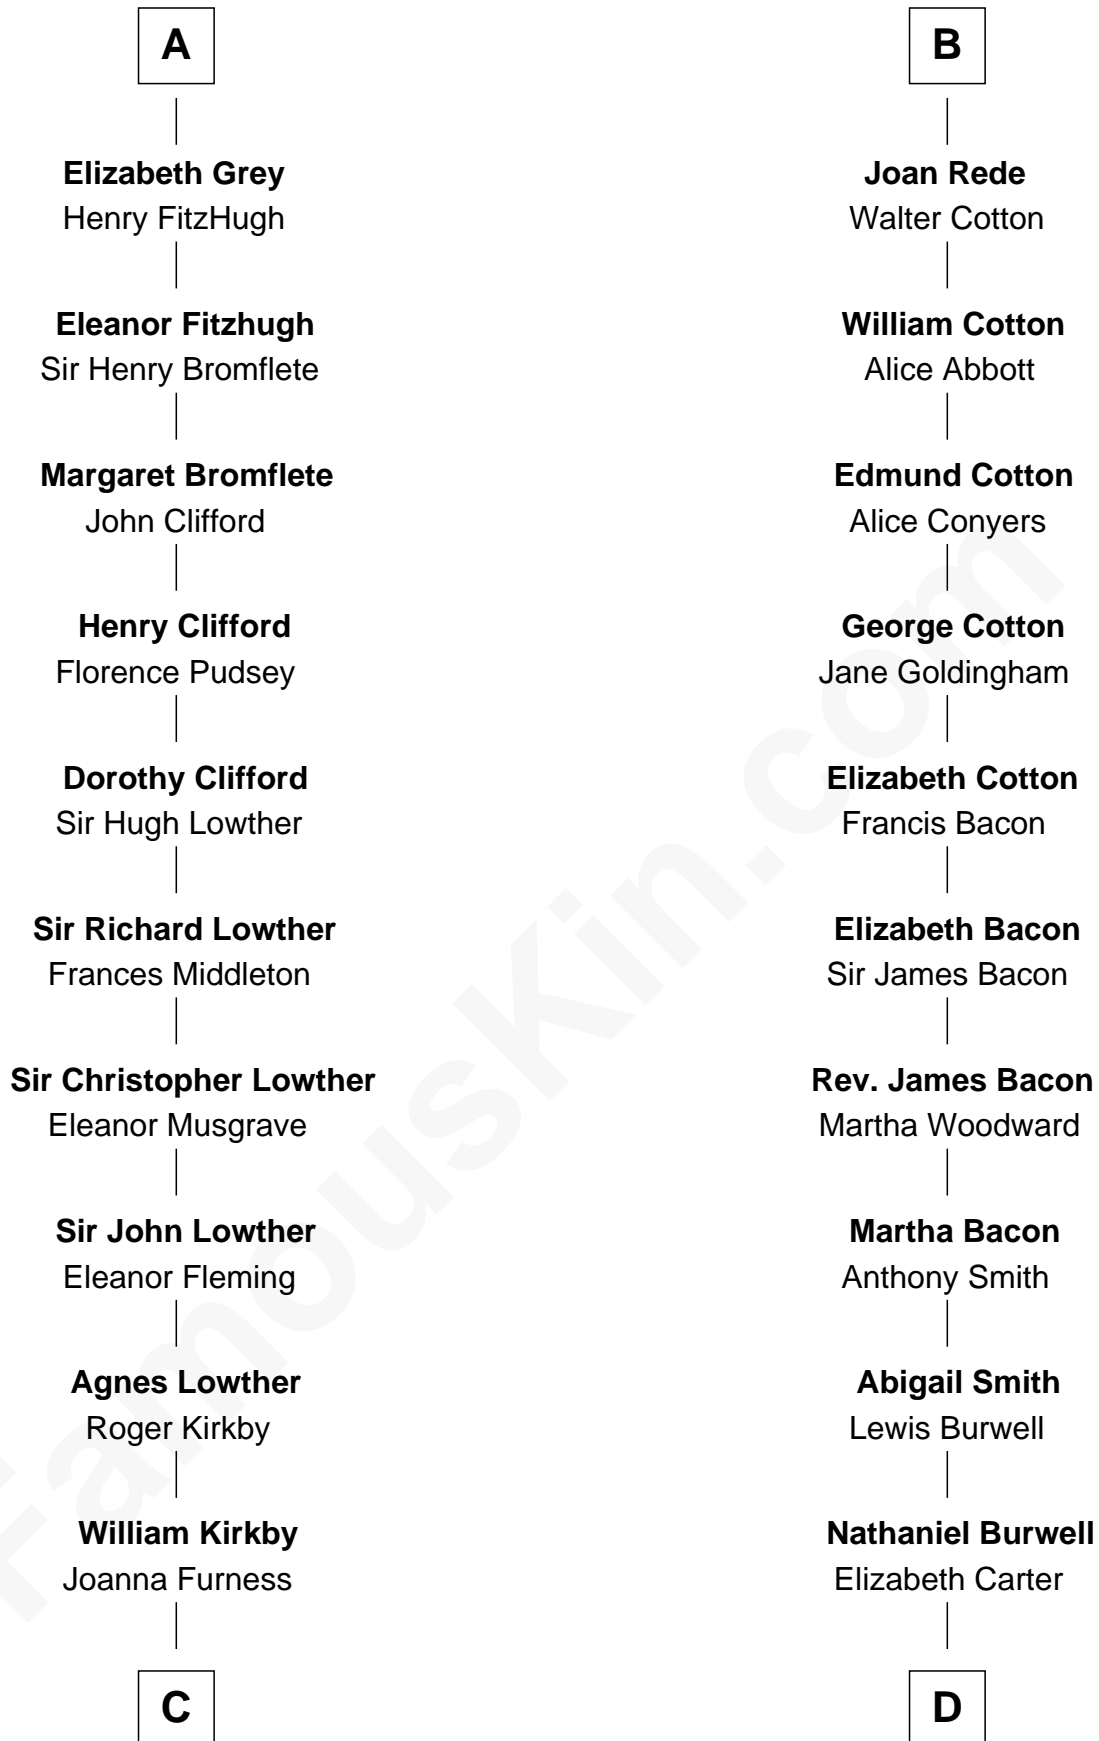 A
Elizabeth Grey
Henry FitzHugh
Eleanor Fitzhugh
Sir Henry Bromflete
Margaret Bromflete
John Clifford
Henry Clifford
Florence Pudsey
Dorothy Clifford
Sir Hugh Lowther
Sir Richard Lowther
Frances Middleton
Sir Christopher Lowther
Eleanor Musgrave
Sir John Lowther
Eleanor Fleming
Agnes Lowther
Roger Kirkby
William Kirkby
Joanna Furness
C
B
Joan Rede
Walter Cotton
William Cotton
Alice Abbott
Edmund Cotton
Alice Conyers
George Cotton
Jane Goldingham
Elizabeth Cotton
Francis Bacon
Elizabeth Bacon
Sir James Bacon
Rev. James Bacon
Martha Woodward
Martha Bacon
Anthony Smith
Abigail Smith
Lewis Burwell
Nathaniel Burwell
Elizabeth Carter
D
FamousKin.com